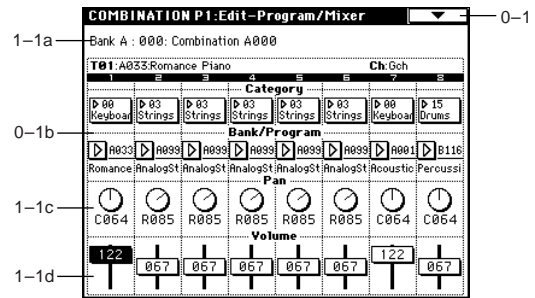 COMBINATION P1:Edit-Program/Mixer
0–1
1–1a
Bank A : 000: Combination A000
T01:A033:Romance Piano Ch:Gch
1 2 3 4 5 6 7 8
Category
00 Keyboar 03 Strings 03 Strings 03 Strings 03 Strings 03 Strings 00 Keyboar 15 Drums
0–1b
Bank/Program
A033 A099 A099 A099 A099 A099 A001 B116
Romance AnalogSt AnalogSt AnalogSt AnalogSt AnalogSt Acoustic Percussi
Pan
1–1c
C064 R085 R085 R085 R085 R085 C064 C064
Volume
1–1d
122 067 067 067 067 067 122 067